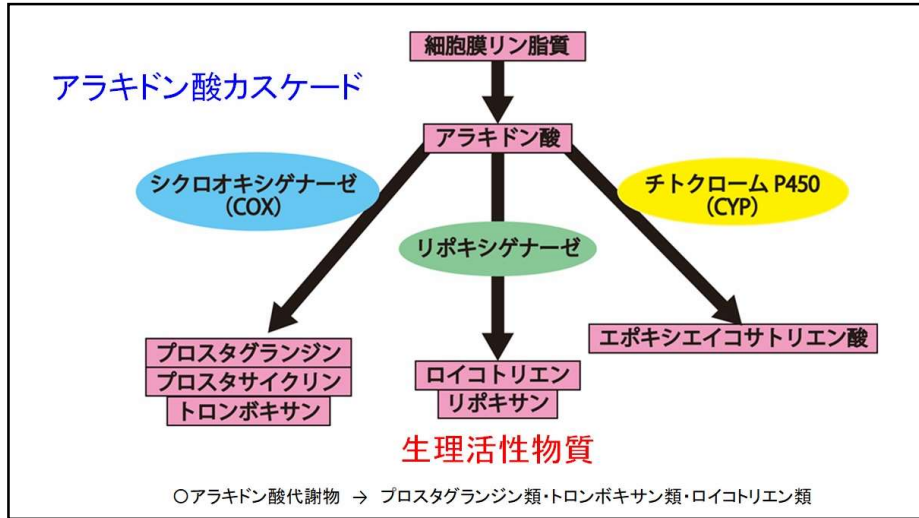 細胞膜リン脂質
アラキドン酸カスケード
アラキドン酸
シクロオキシゲナーゼ
(COX)
チトクローム P450
(CYP)
リポキシゲナーゼ
エポキシエイコサトリエン酸
プロスタグランジン
プロスタサイクリン
トロンボキサン
ロイコトリエン
リポキサン
生理活性物質
○アラキドン酸代謝物 → プロスタグランジン類・トロンボキサン類・ロイコトリエン類